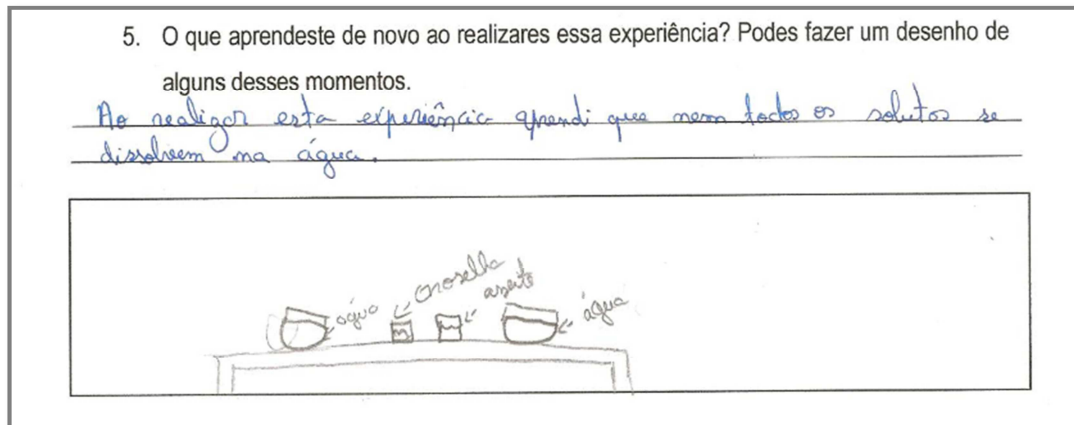 5. O que aprendeste de novo ao realizares essa experiência? Podes fazer um desenho de
alguns desses momentos.
Ao realizar esta experiência aprendi que nem todos os solutos se
dissolvem na água.
groselha
azeite
água
água